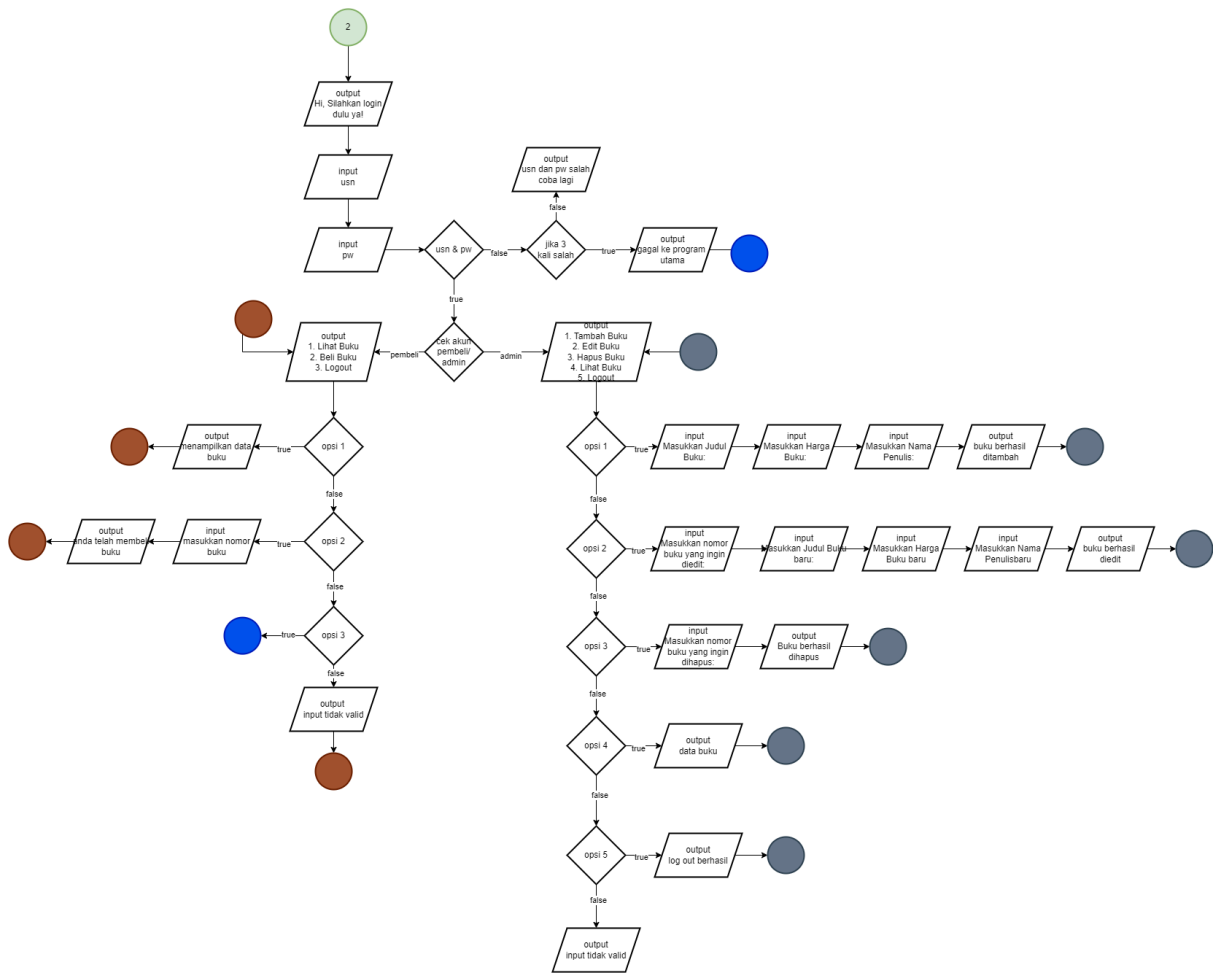 2
output
Hi, Silahkan login
dulu ya!
input
usn
input
pw
usn & pw
false
jika 3
kali salah
false
output
usn dan pw salah
coba lagi
true
output
gagal ke program
utama
true
cek akun
pembeli/
admin
pembeli
admin
output
1. Lihat Buku
2. Beli Buku
3. Logout
output
1. Tambah Buku
2. Edit Buku
3. Hapus Buku
4. Lihat Buku
5. Logout
opsi 1
true
output
menampilkan data
buku
false
opsi 2
true
input
masukkan nomor
buku
output
anda telah membeli
buku
false
opsi 3
true
false
output
input tidak valid
opsi 1
true
input
Masukkan Judul
Buku:
input
Masukkan Harga
Buku:
input
Masukkan Nama
Penulis:
output
buku berhasil
ditambah
false
opsi 2
true
input
Masukkan nomor
buku yang ingin
diedit:
input
Masukkan Judul Buku
baru:
input
Masukkan Harga
Buku baru
input
Masukkan Nama
Penulisbaru
output
buku berhasil
diedit
false
opsi 3
true
input
Masukkan nomor
buku yang ingin
dihapus:
output
Buku berhasil
dihapus
false
opsi 4
true
output
data buku
false
opsi 5
true
output
log out berhasil
false
output
input tidak valid